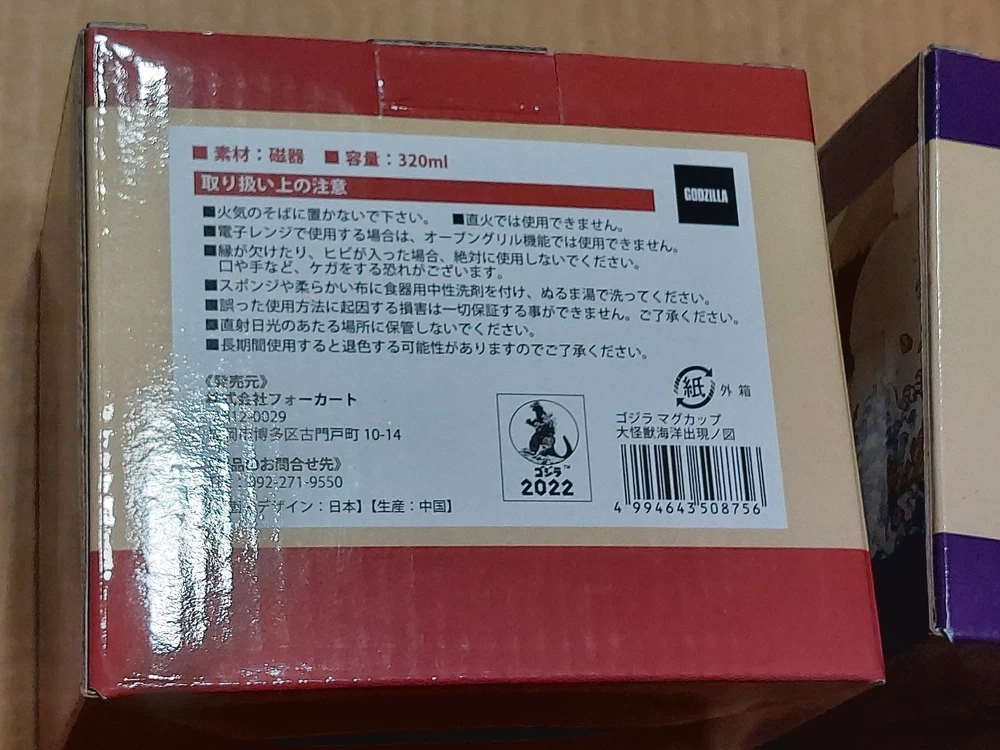 ■ 素材：磁器 ■ 容量：320ml
GODZILLA
取り扱い上の注意
■火気のそばに置かないで下さい。 ■直火では使用できません。
■電子レンジで使用する場合は、オーブングリル機能では使用できません。
■縁が欠けたり、ヒビが入った場合、絶対に使用しないでください。
口や手など、ケガをする恐れがございます。
■スポンジや柔らかい布に食器用中性洗剤を付け、ぬるま湯で洗ってください。
■誤った使用方法に起因する損害は一切保証する事ができません。ご了承ください。
■直射日光のあたる場所に保管しないでください。
■長期間使用すると退色する可能性がありますのでご了承ください。
《発売元》
株式会社フォーカート
12-0029
市博多区古門戸町 10-14
品のお問合せ先》
：092-271-9550
デザイン：日本】【生産：中国】
ゴジラ™
2022
紙 外箱
ゴジラ マグカップ
大怪獣海洋出現ノ図
4 994643 508756